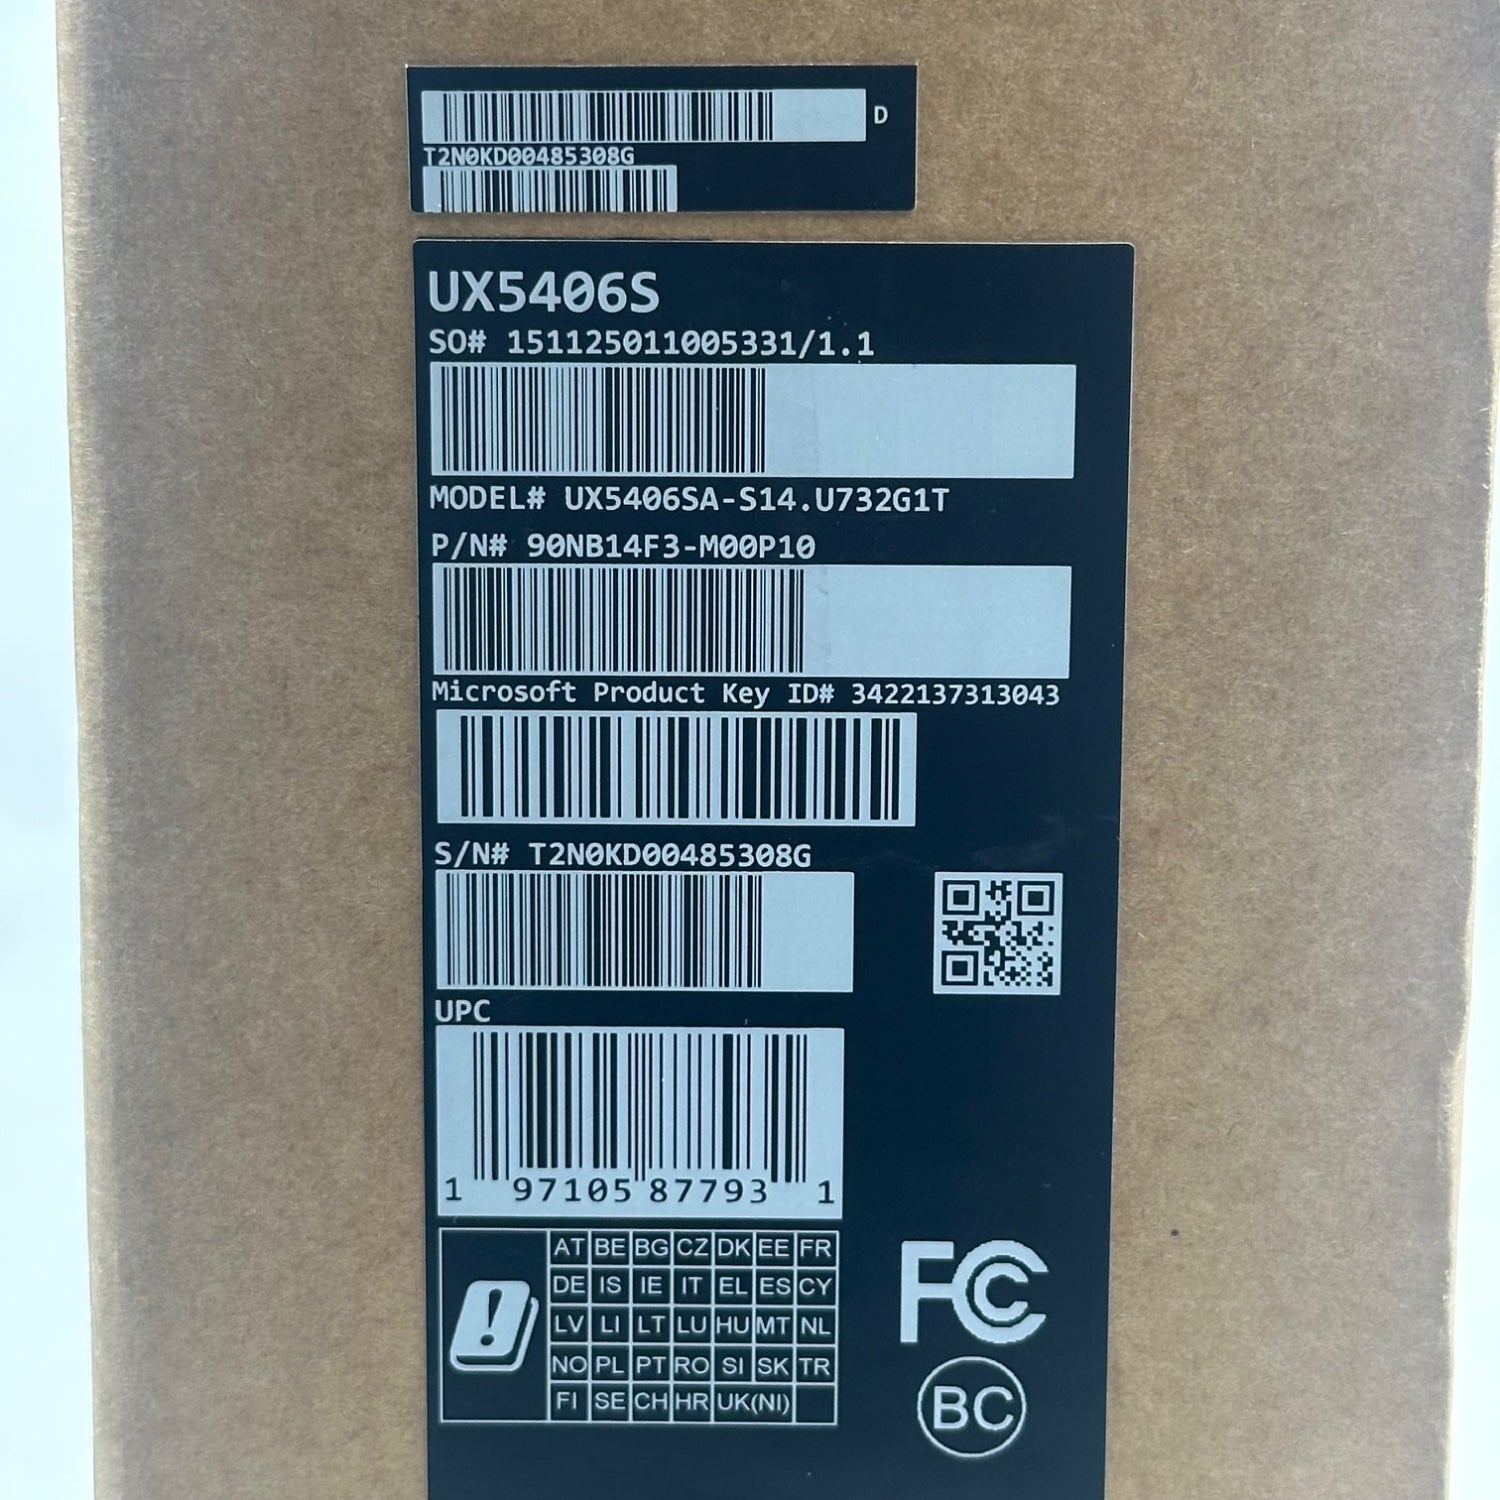 D
T2N0KD00485308G
UX5406S
SO# 151125011005331/1.1
MODEL# UX5406SA-S14.U732G1T
P/N# 90NB14F3-M00P10
Microsoft Product Key ID# 3422137313043
S/N# T2N0KD00485308G
UPC
1 97105 87793 1
AT BE BG CZ DK EE FR
DE IS IE IT EL ES CY
LV LI LT LU HU MT NL
NO PL PT RO SI SK TR
FI SE CH HR UK(NI)
FC
BC